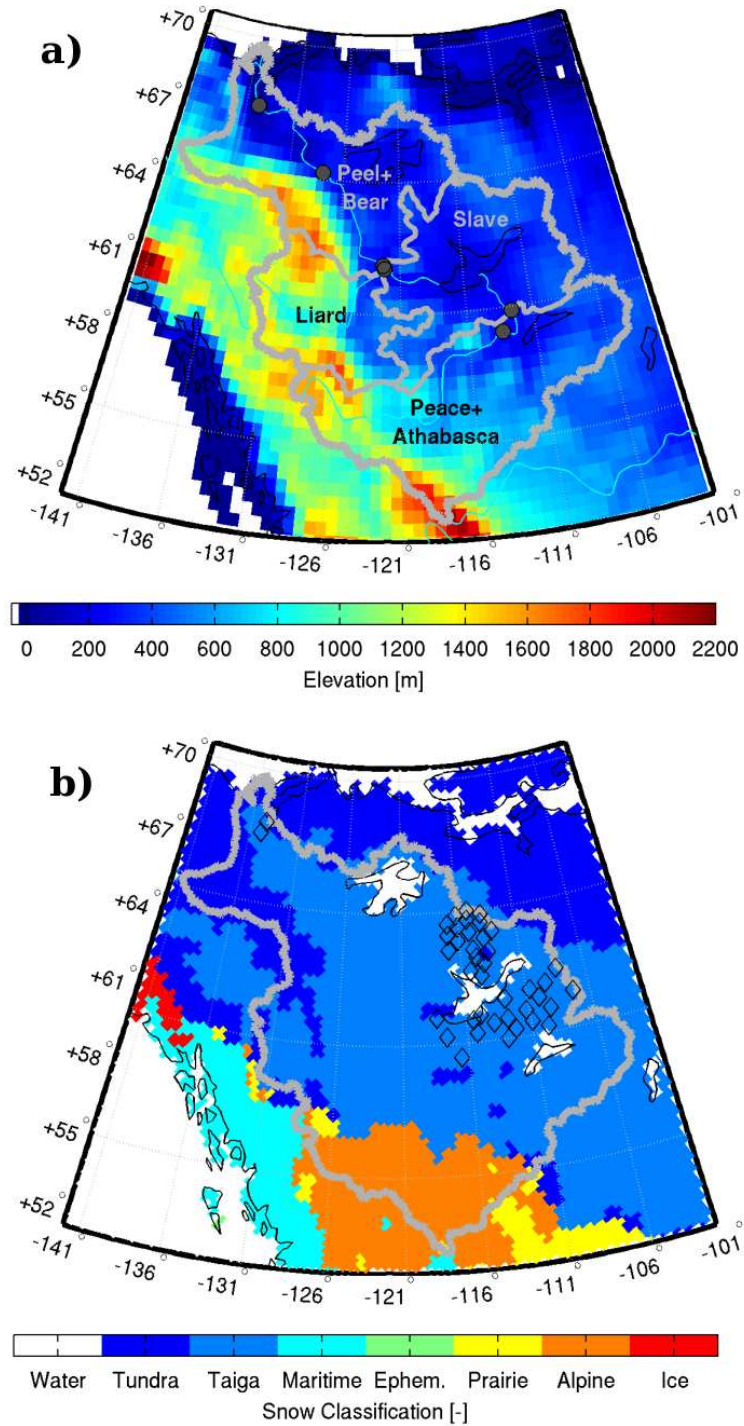 a)
+70
+67
+64
+61
+58
+55
+52
Peel+
Bear
Slave
Liard
Peace+
Athabasca
-141
-136
-131
-126
-121
-116
-111
-106
-101
0 200 400 600 800 1000 1200 1400 1600 1800 2000 2200
Elevation [m]
b)
+70
+67
+64
+61
+58
+55
+52
-141
-136
-131
-126
-121
-116
-111
-106
-101
Water Tundra Taiga Maritime Ephem. Prairie Alpine Ice
Snow Classification [-]